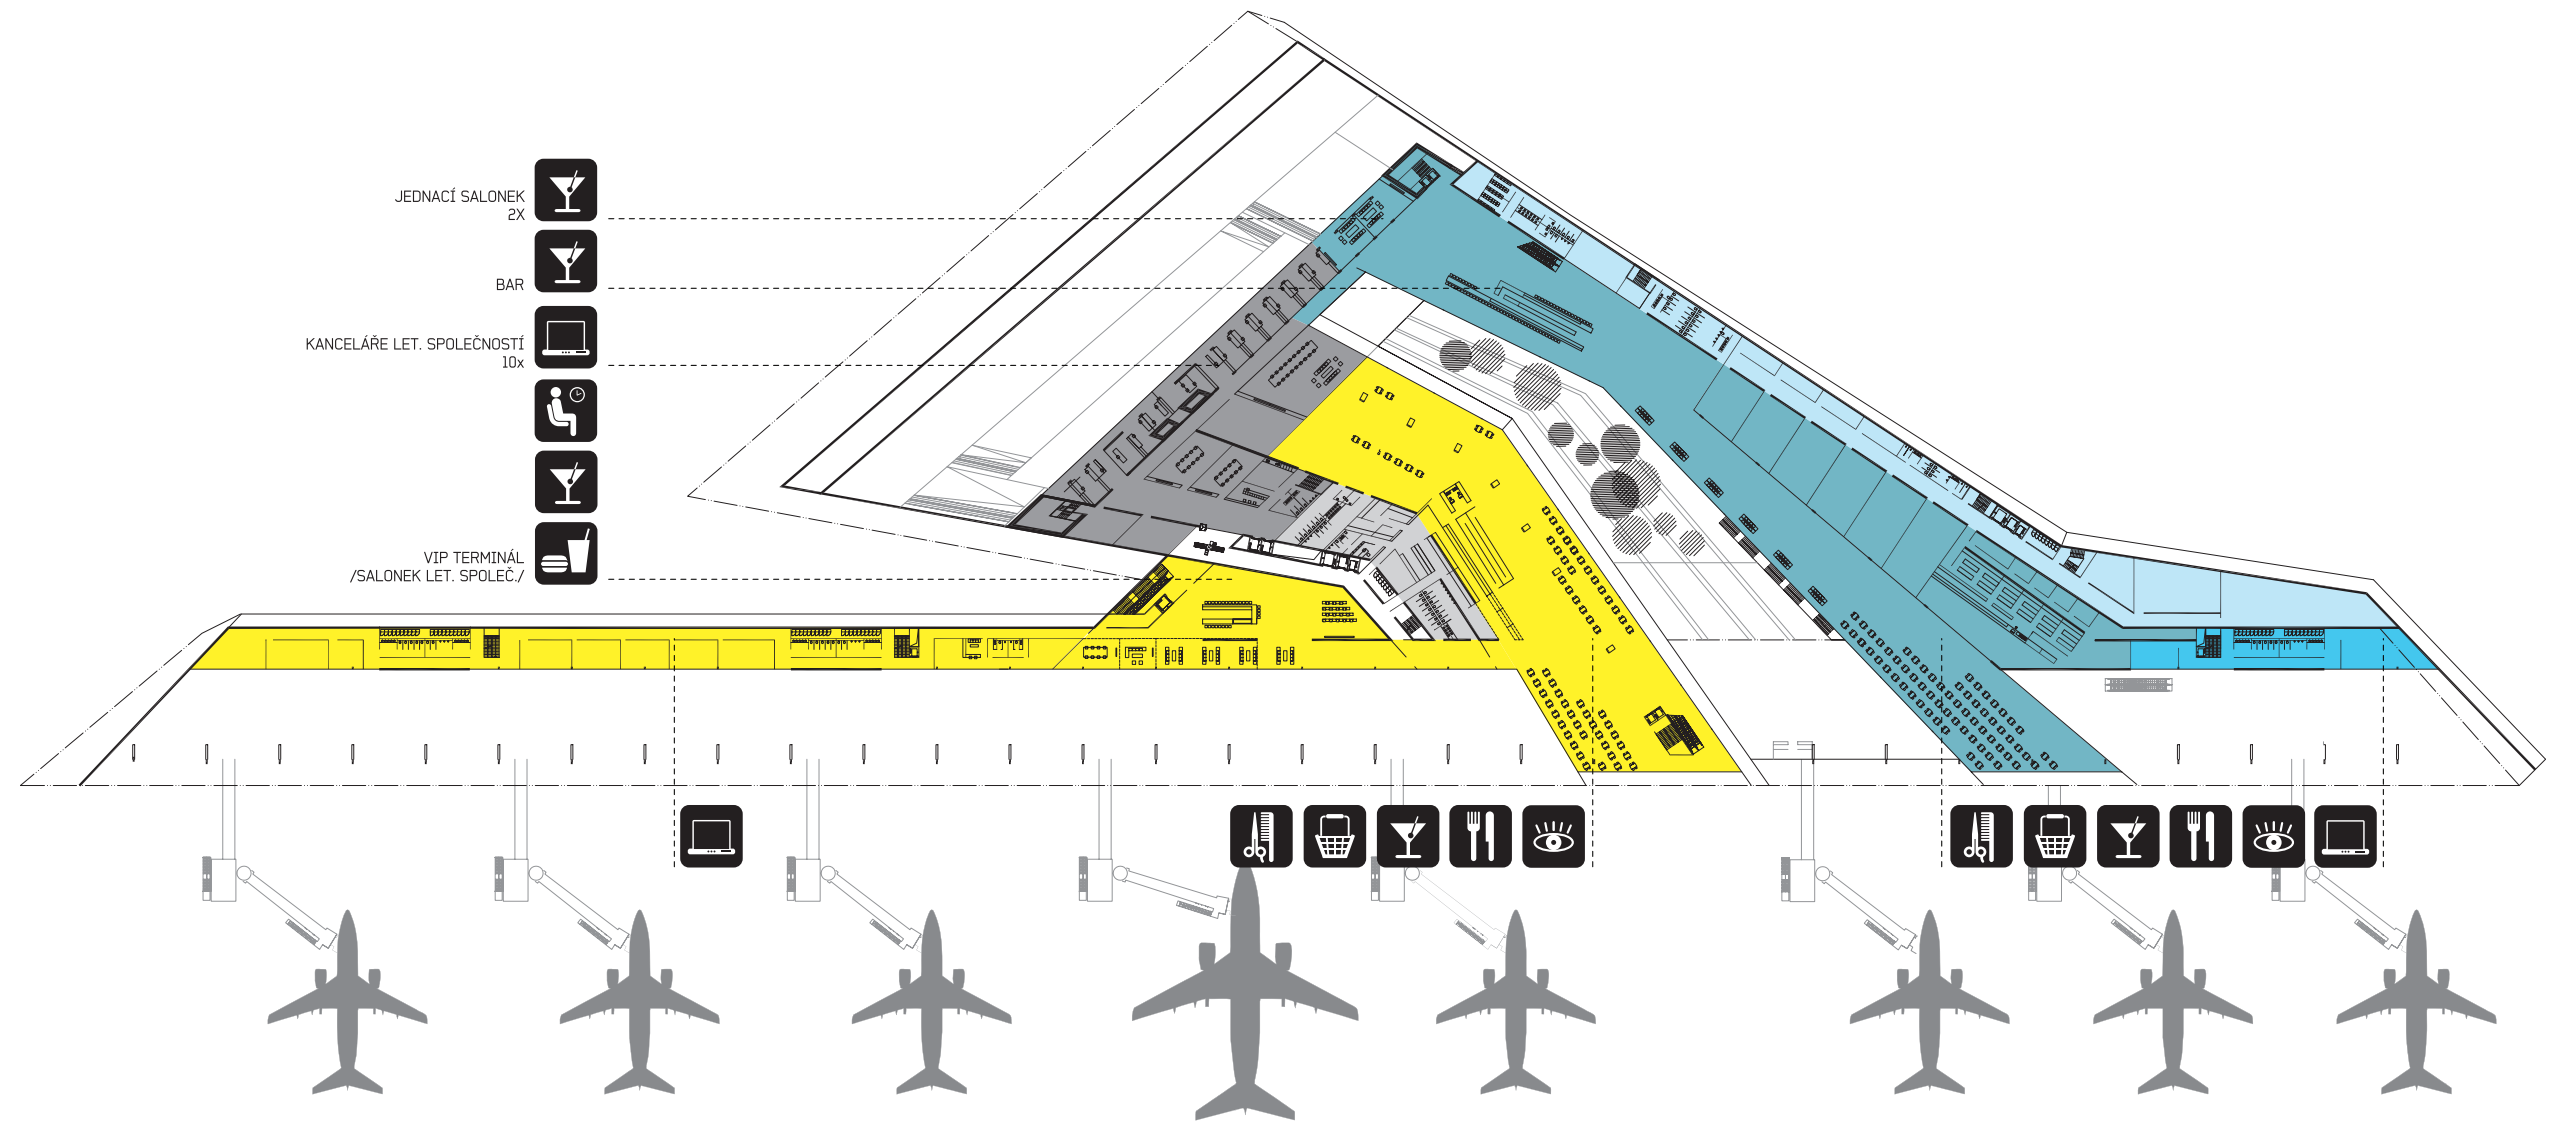 JEDNACÍ SALONEK
2X
BAR
KANCELÁŘE LET. SPOLEČNOSTÍ
10x
VIP TERMINÁL
/SALONEK LET. SPOLEČ./